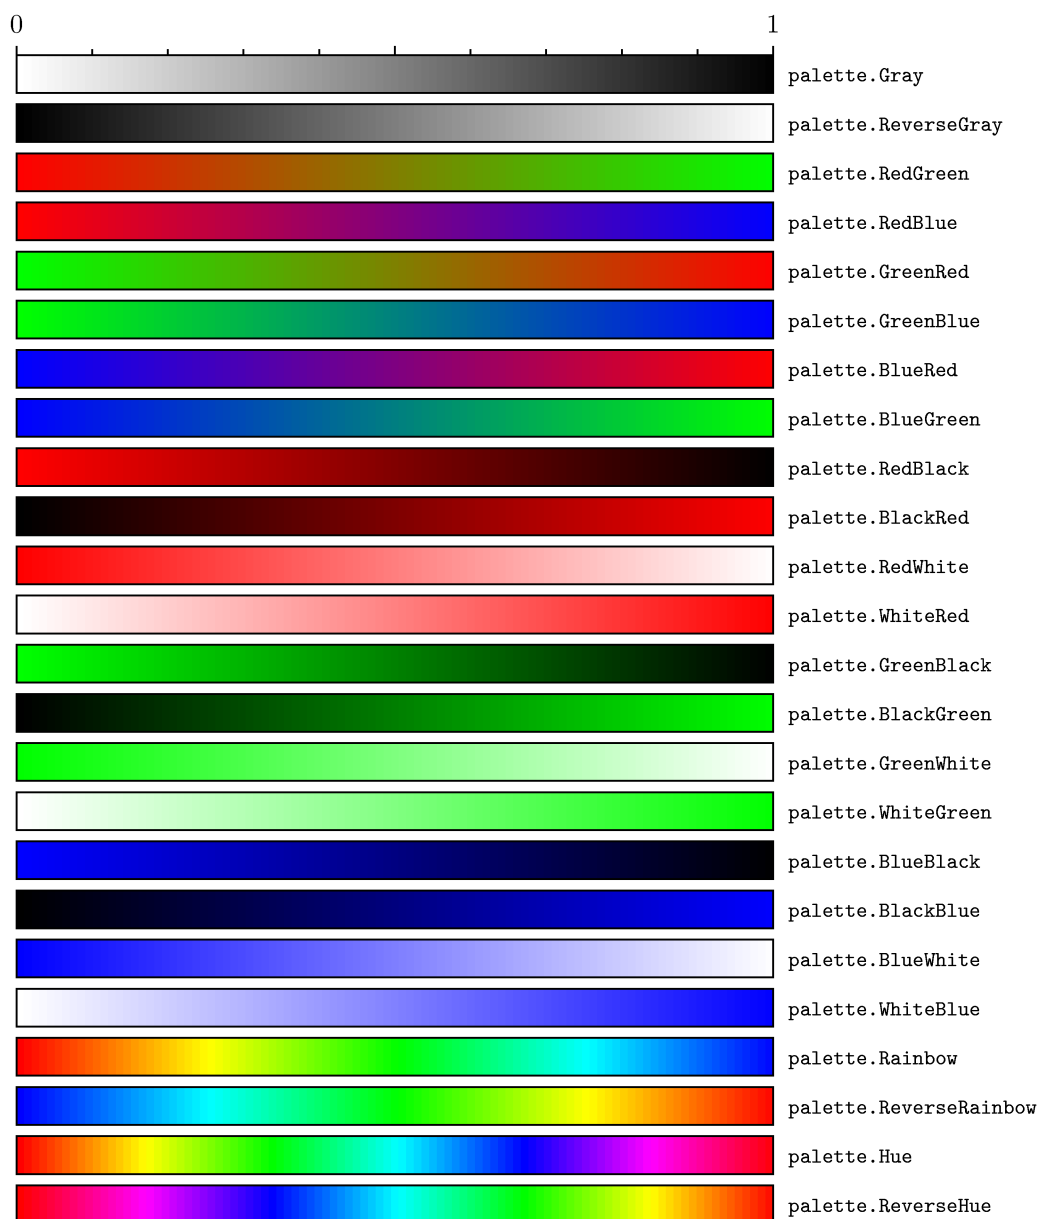 0 1
palette.Gray
palette.ReverseGray
palette.RedGreen
palette.RedBlue
palette.GreenRed
palette.GreenBlue
palette.BlueRed
palette.BlueGreen
palette.RedBlack
palette.BlackRed
palette.RedWhite
palette.WhiteRed
palette.GreenBlack
palette.BlackGreen
palette.GreenWhite
palette.WhiteGreen
palette.BlueBlack
palette.BlackBlue
palette.BlueWhite
palette.WhiteBlue
palette.Rainbow
palette.ReverseRainbow
palette.Hue
palette.ReverseHue